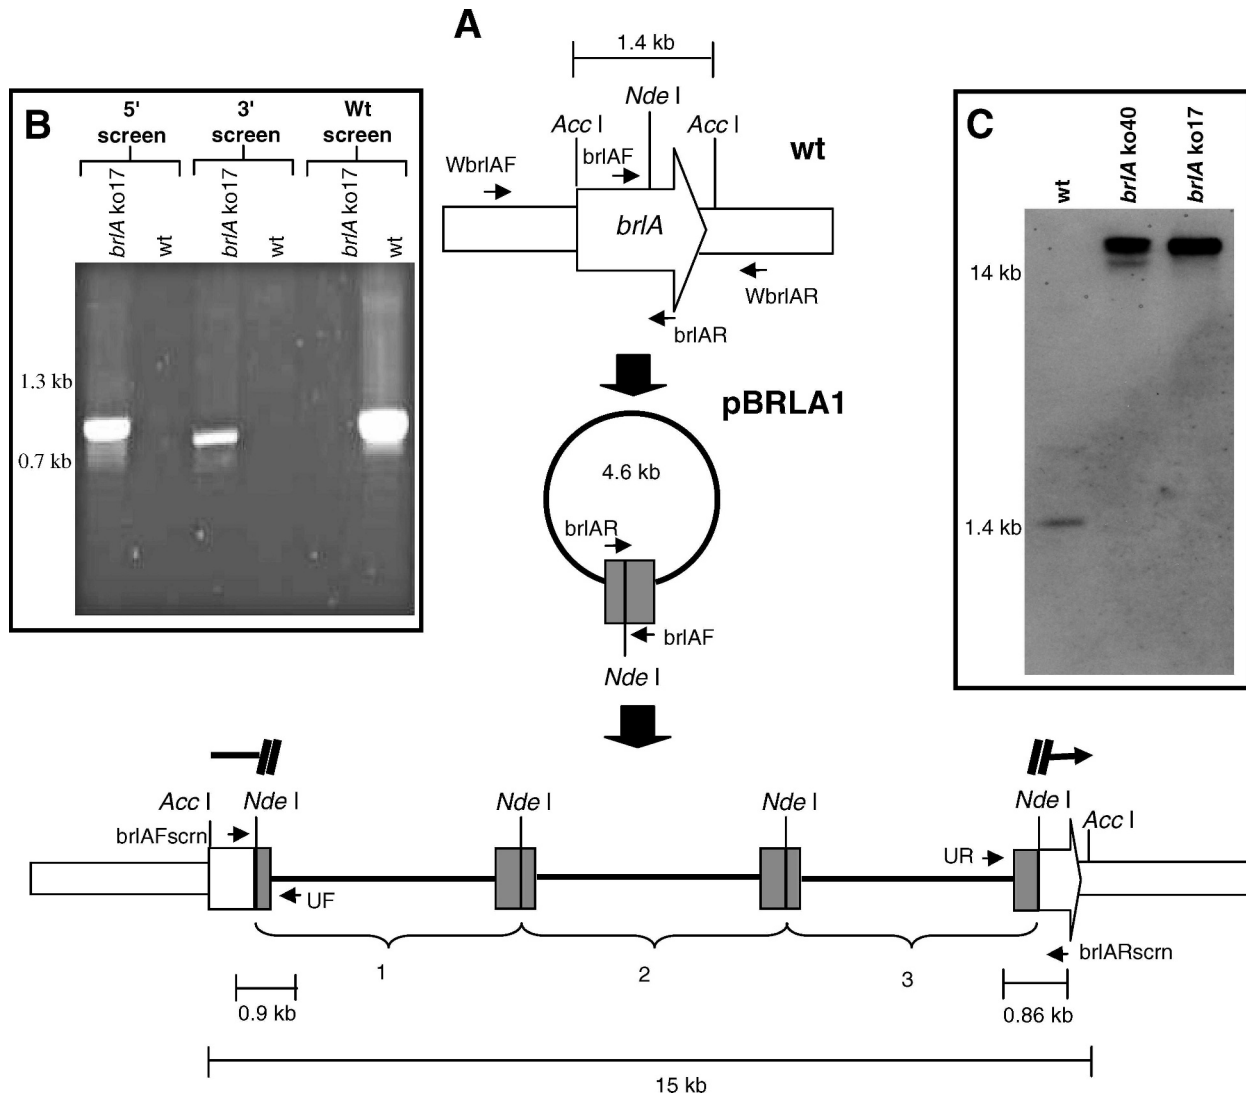 A
1.4 kb
Nde I
Acc I
Acc I
brlAF
WbrlAF
wt
brlA
WbrlAR
brlAR
pBRLA1
4.6 kb
brlAR
brlAF
Nde I
B
5' screen
3' screen
Wt screen
brlA ko17
wt
brlA ko17
wt
brlA ko17
wt
1.3 kb
0.7 kb
C
wt
brlA ko40
brlA ko17
14 kb
1.4 kb
Acc I
Nde I
Nde I
Nde I
Nde I
Acc I
brlAFscrn
UF
UR
brlARscrn
1
2
3
0.9 kb
0.86 kb
15 kb